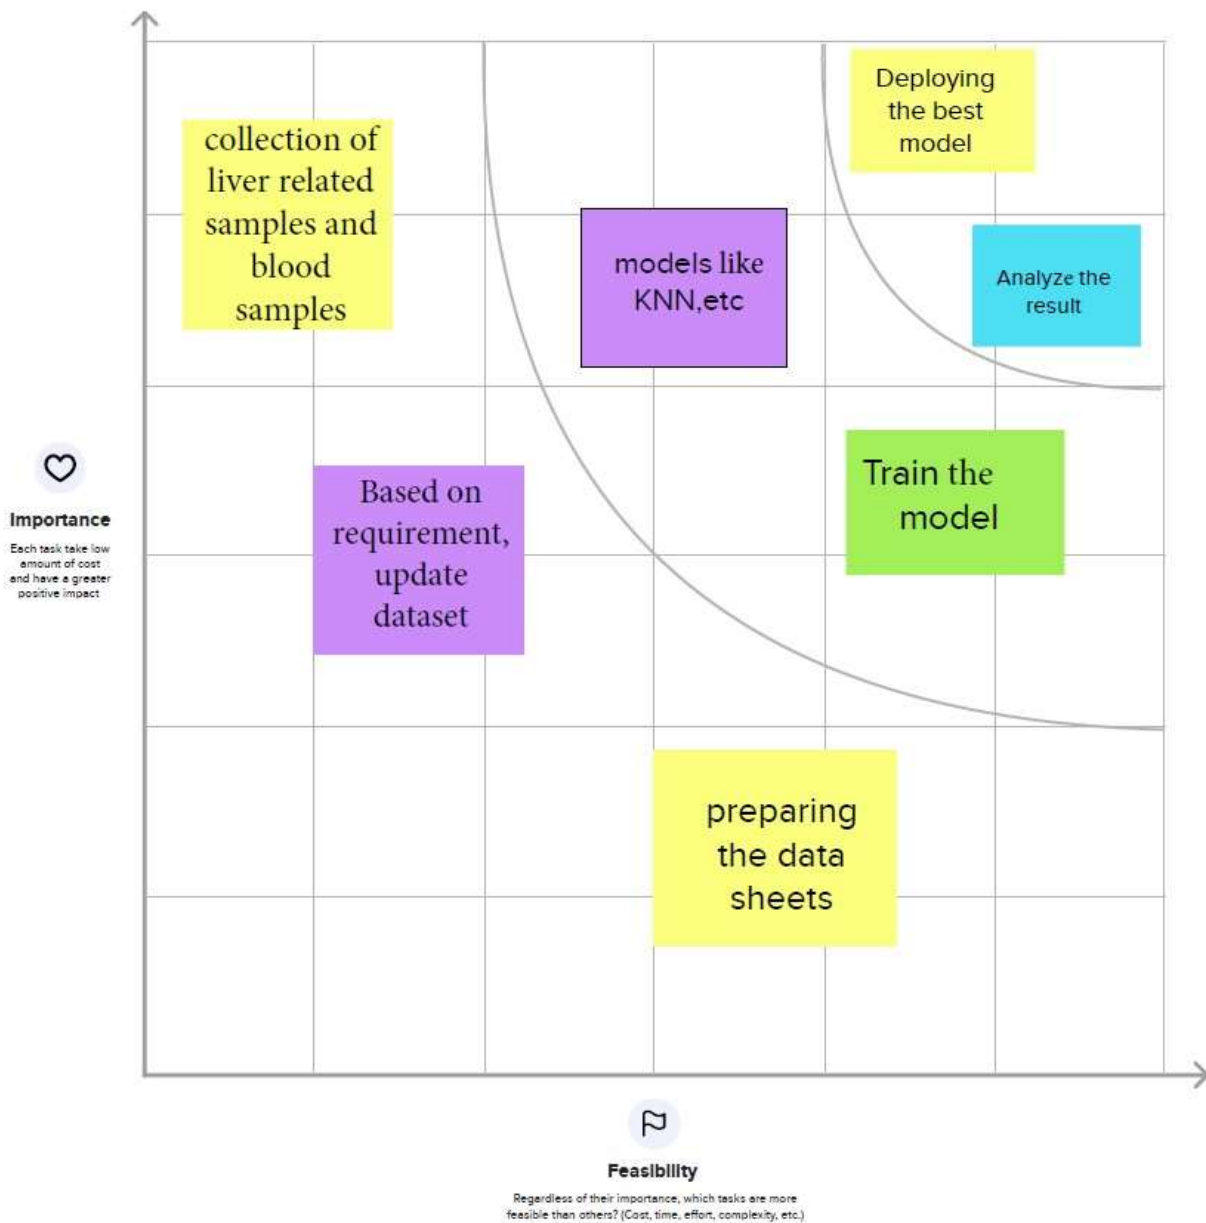 Deploying
the best
model
collection of
liver related
samples and
blood
samples
models like
KNN,etc
Analyze the
result
Train the
model
Importance
Each task take low
amount of cost
and have a greater
positive impact
Based on
requirement,
update
dataset
preparing
the data
sheets
Feasibility
Regardless of their importance, which tasks are more
feasible than others? (Cost, time, effort, complexity, etc.)